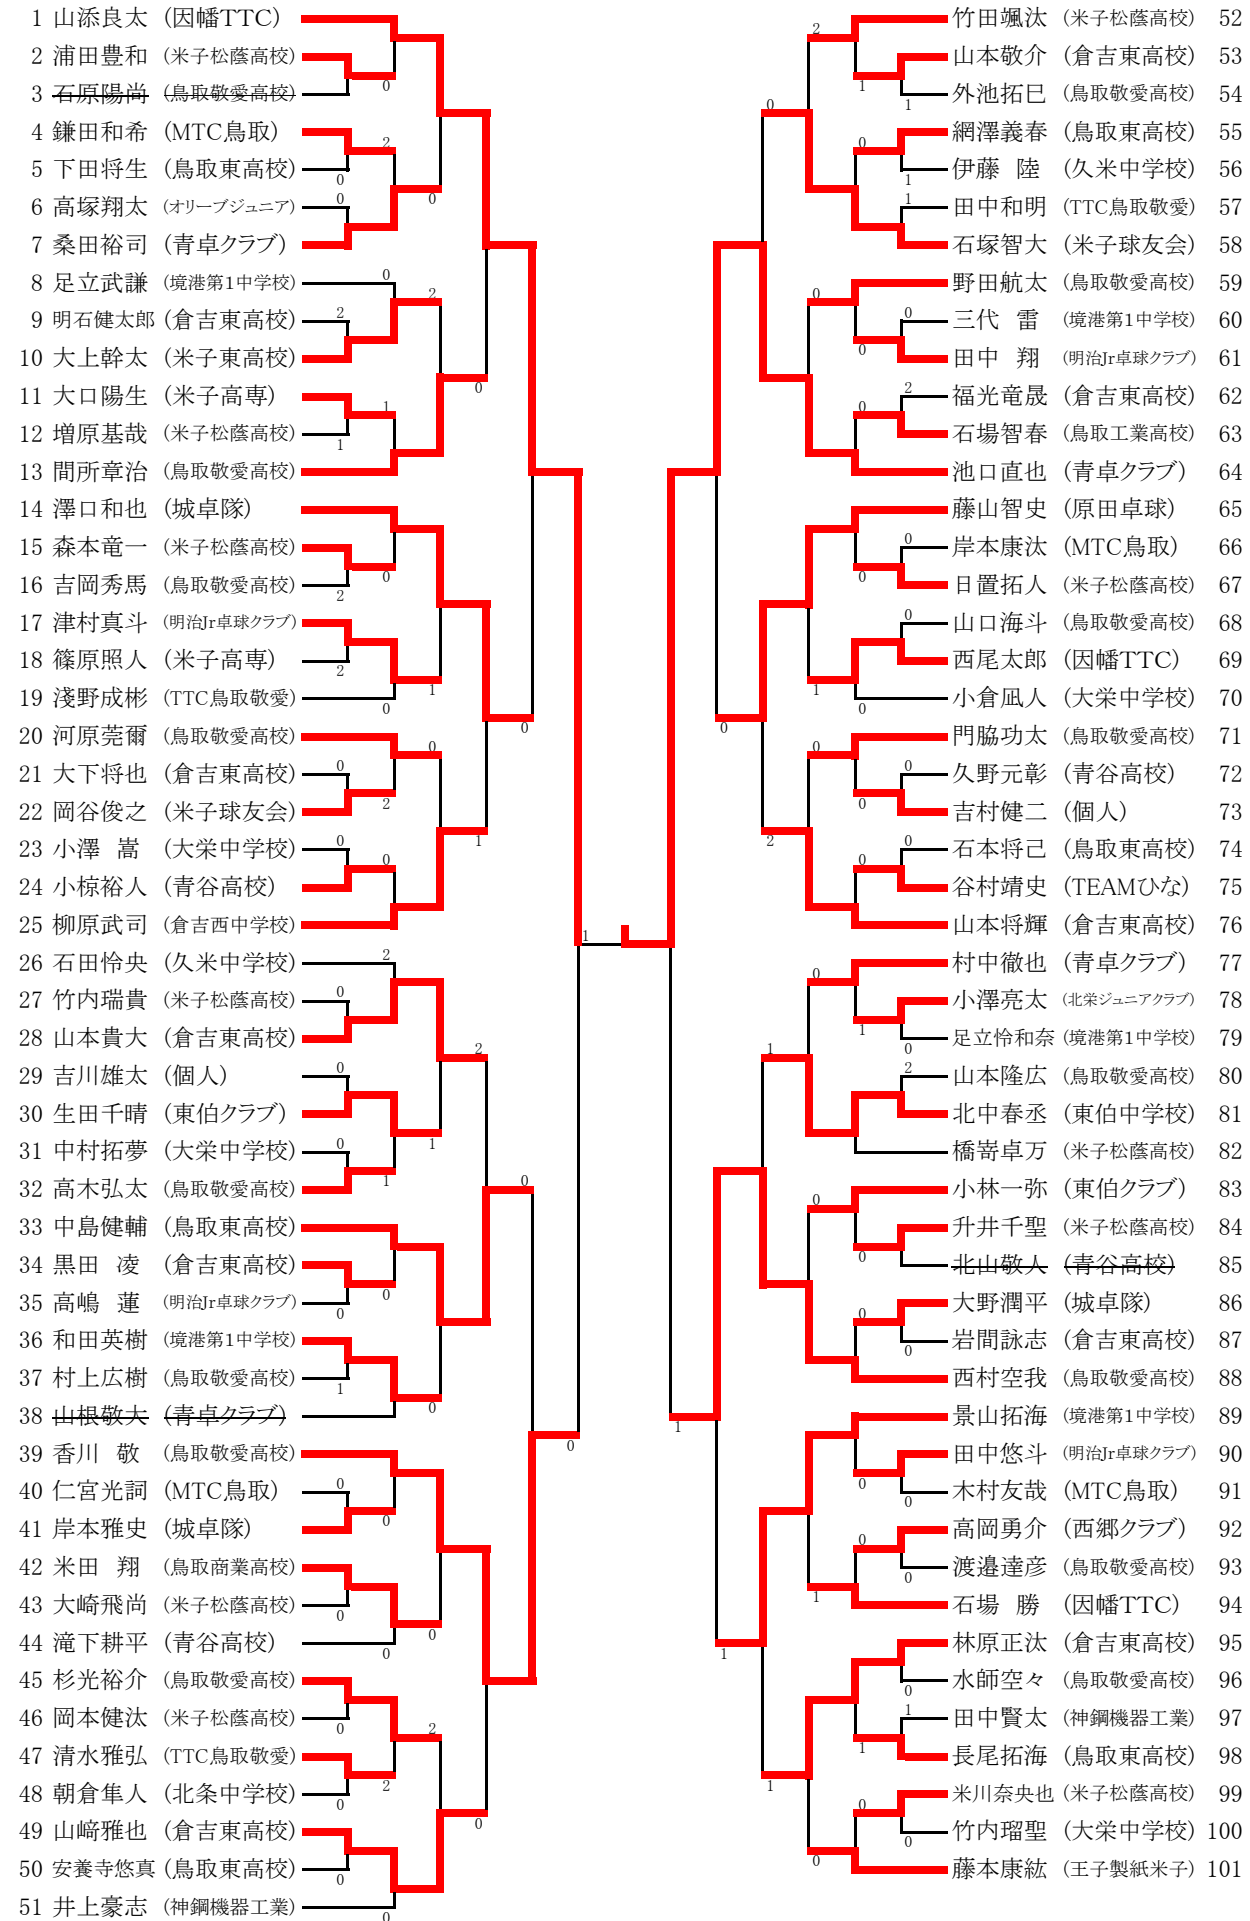 1 山添良太 (因幡TTC)
2 浦田豊和 (米子松蔭高校)
3 石原陽尚 (鳥取敬愛高校)
4 鎌田和希 (MTC鳥取)
5 下田将生 (鳥取東高校)
6 高塚翔太 (オリーブジュニア)
7 桑田裕司 (青卓クラブ)
8 足立武謙 (境港第1中学校)
9 明石健太郎 (倉吉東高校)
10 大上幹太 (米子東高校)
11 大口陽生 (米子高専)
12 増原基哉 (米子松蔭高校)
13 間所章治 (鳥取敬愛高校)
14 澤口和也 (城卓隊)
15 森本竜一 (米子松蔭高校)
16 吉岡秀馬 (鳥取敬愛高校)
17 津村真斗 (明治Jr卓球クラブ)
18 篠原照人 (米子高専)
19 淺野成彬 (TTC鳥取敬愛)
20 河原莞爾 (鳥取敬愛高校)
21 大下将也 (倉吉東高校)
22 岡谷俊之 (米子球友会)
23 小澤 嵩 (大栄中学校)
24 小椋裕人 (青谷高校)
25 柳原武司 (倉吉西中学校)
26 石田怜央 (久米中学校)
27 竹内瑞貴 (米子松蔭高校)
28 山本貴大 (倉吉東高校)
29 吉川雄太 (個人)
30 生田千晴 (東伯クラブ)
31 中村拓夢 (大栄中学校)
32 高木弘太 (鳥取敬愛高校)
33 中島健輔 (鳥取東高校)
34 黒田 凌 (倉吉東高校)
35 高嶋 蓮 (明治Jr卓球クラブ)
36 和田英樹 (境港第1中学校)
37 村上広樹 (鳥取敬愛高校)
38 山根敬大 (青卓クラブ)
39 香川 敬 (鳥取敬愛高校)
40 仁宮光詞 (MTC鳥取)
41 岸本雅史 (城卓隊)
42 米田 翔 (鳥取商業高校)
43 大崎飛尚 (米子松蔭高校)
44 滝下耕平 (青谷高校)
45 杉光裕介 (鳥取敬愛高校)
46 岡本健汰 (米子松蔭高校)
47 清水雅弘 (TTC鳥取敬愛)
48 朝倉隼人 (北条中学校)
49 山﨑雅也 (倉吉東高校)
50 安養寺悠真 (鳥取東高校)
51 井上豪志 (神鋼機器工業)
竹田颯汰 (米子松蔭高校) 52
山本敬介 (倉吉東高校) 53
外池拓巳 (鳥取敬愛高校) 54
網澤義春 (鳥取東高校) 55
伊藤 陸 (久米中学校) 56
田中和明 (TTC鳥取敬愛) 57
石塚智大 (米子球友会) 58
野田航太 (鳥取敬愛高校) 59
三代 雷 (境港第1中学校) 60
田中 翔 (明治Jr卓球クラブ) 61
福光竜晟 (倉吉東高校) 62
石場智春 (鳥取工業高校) 63
池口直也 (青卓クラブ) 64
藤山智史 (原田卓球) 65
岸本康汰 (MTC鳥取) 66
日置拓人 (米子松蔭高校) 67
山口海斗 (鳥取敬愛高校) 68
西尾太郎 (因幡TTC) 69
小倉凪人 (大栄中学校) 70
門脇功太 (鳥取敬愛高校) 71
久野元彰 (青谷高校) 72
吉村健二 (個人) 73
石本将己 (鳥取東高校) 74
谷村靖史 (TEAMひな) 75
山本将輝 (倉吉東高校) 76
村中徹也 (青卓クラブ) 77
小澤亮太 (北栄ジュニアクラブ) 78
足立怜和奈 (境港第1中学校) 79
山本隆広 (鳥取敬愛高校) 80
北中春丞 (東伯中学校) 81
橋嵜卓万 (米子松蔭高校) 82
小林一弥 (東伯クラブ) 83
升井千聖 (米子松蔭高校) 84
北山敬人 (青谷高校) 85
大野潤平 (城卓隊) 86
岩間詠志 (倉吉東高校) 87
西村空我 (鳥取敬愛高校) 88
景山拓海 (境港第1中学校) 89
田中悠斗 (明治Jr卓球クラブ) 90
木村友哉 (MTC鳥取) 91
高岡勇介 (西郷クラブ) 92
渡邉達彦 (鳥取敬愛高校) 93
石場 勝 (因幡TTC) 94
林原正汰 (倉吉東高校) 95
水師空々 (鳥取敬愛高校) 96
田中賢太 (神鋼機器工業) 97
長尾拓海 (鳥取東高校) 98
米川奈央也 (米子松蔭高校) 99
竹内瑠聖 (大栄中学校) 100
藤本康紘 (王子製紙米子) 101